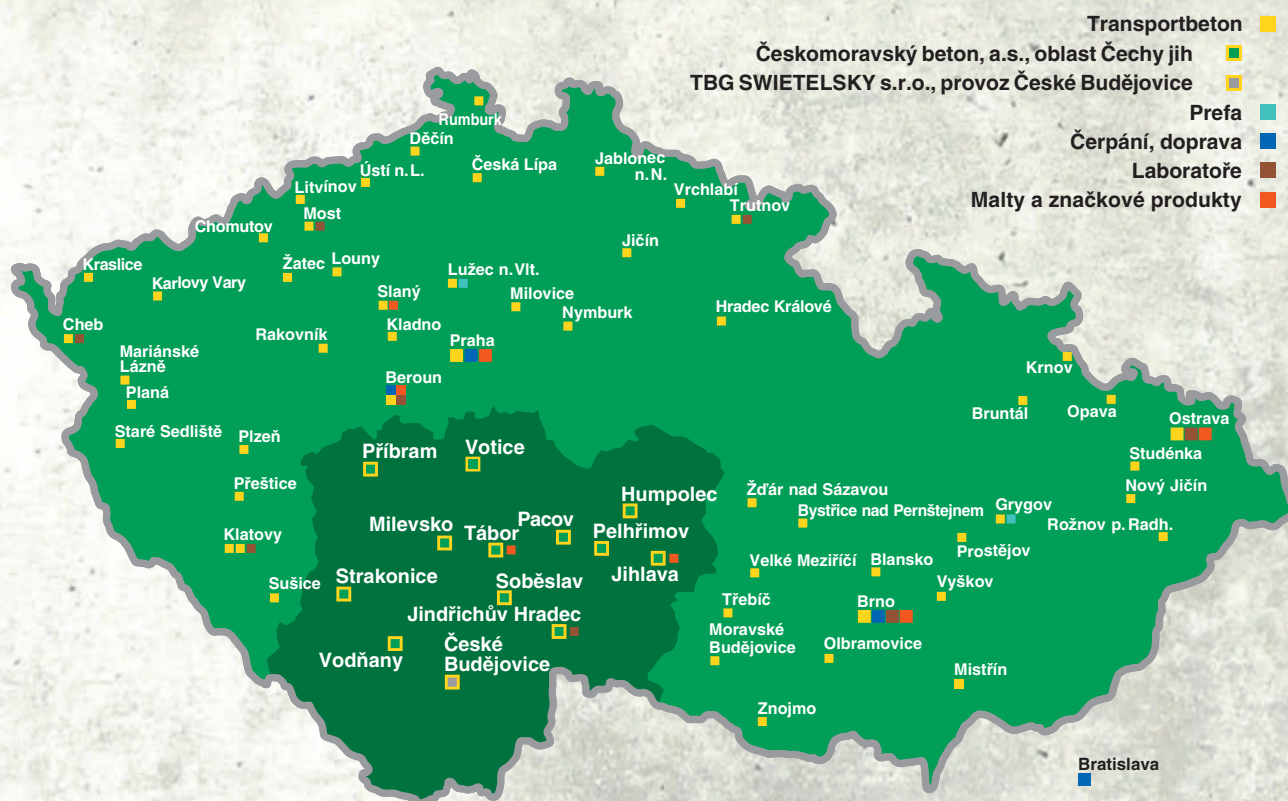 Transportbeton
Českomoravský beton, a.s., oblast Čechy jih
TBG SWIETELSKY s.r.o., provoz České Budějovice
Prefa
Čerpání, doprava
Laboratoře
Malty a značkové produkty
Rumburk
Děčín
Ústí n.L.
Česká Lípa
Jablonec
n.N.
Litvínov
Vrchlabí
Most
Trutnov
Chomutov
Jičín
Kraslice
Žatec
Louny
Karlovy Vary
Lužec n.Vlt.
Slaný
Milovice
Nymburk
Hradec Králové
Cheb
Rakovník
Kladno
Praha
Mariánské
Lázně
Planá
Beroun
Krnov
Bruntál
Opava
Ostrava
Staré Sedliště
Plzeň
Příbram
Votice
Studénka
Přeštice
Humpolec
Žďár nad Sázavou
Nový Jičín
Bystřice nad Pernštejnem
Grygov
Rožnov p. Radh.
Klatovy
Milevsko
Tábor
Pacov
Pelhřimov
Prostějov
Jihlava
Velké Meziříčí
Blansko
Sušice
Strakonice
Soběslav
Vyškov
Třebíč
Brno
Jindřichův Hradec
Moravské
Budějovice
Olbramovice
Vodňany
České
Budějovice
Mistřín
Znojmo
Bratislava